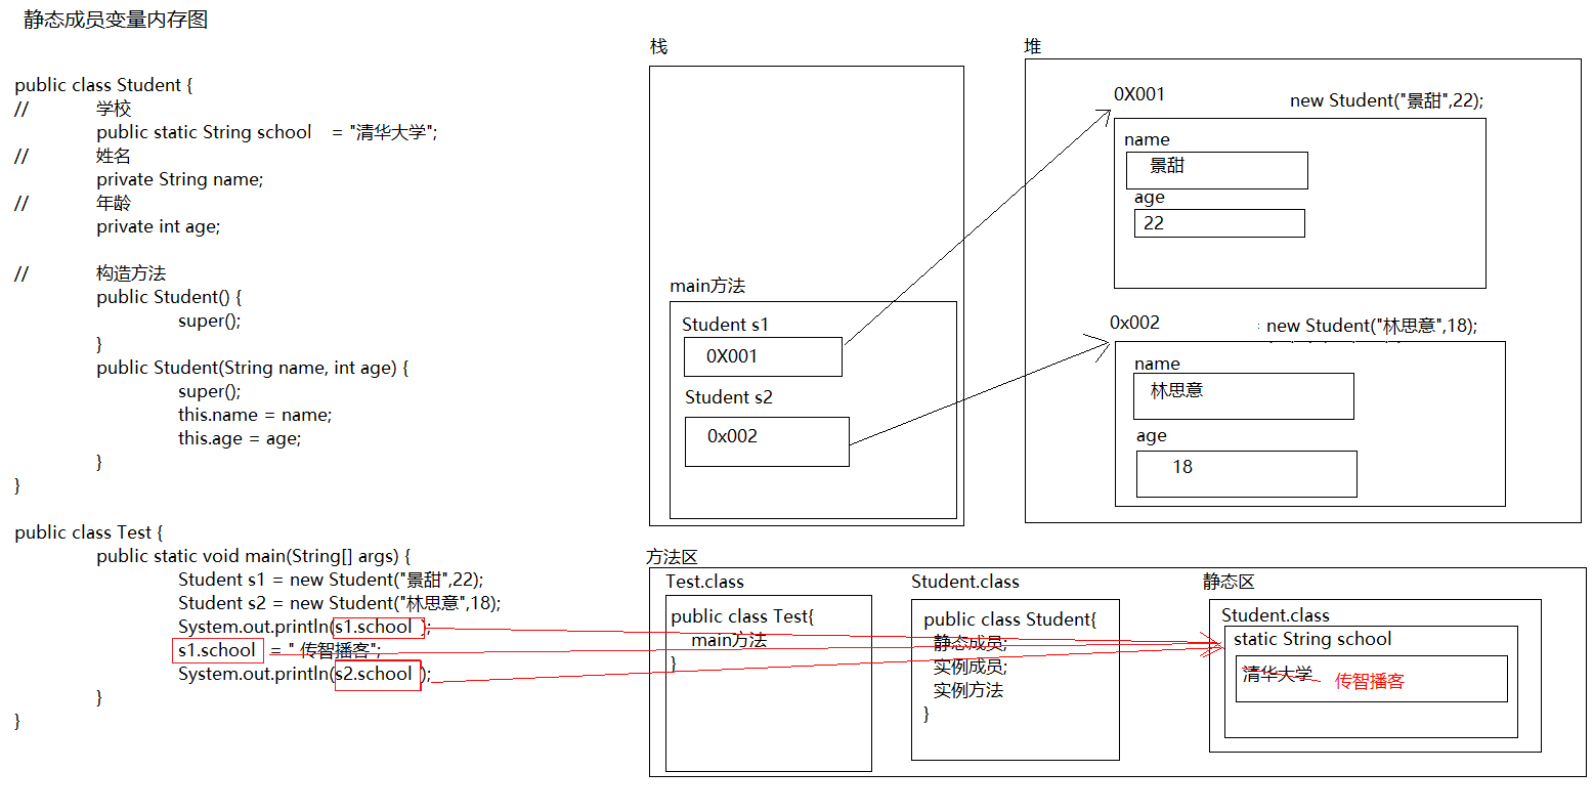 静态成员变量内存图
public class Student {
// 学校
public static String school = "清华大学";
// 姓名
private String name;
// 年龄
private int age;
// 构造方法
public Student() {
super();
}
public Student(String name, int age) {
super();
this.name = name;
this.age = age;
}
}
public class Test {
public static void main(String[] args) {
Student s1 = new Student("景甜",22);
Student s2 = new Student("林思意",18);
System.out.println(s1.school );
s1.school = " 传智播客";
System.out.println(s2.school );
}
}
栈
main方法
Student s1
0X001
Student s2
0x002
堆
0X001
new Student("景甜",22);
name
景甜
age
22
0x002
: new Student("林思意",18);
name
林思意
age
18
方法区
Test.class
public class Test{
main方法
}
Student.class
public class Student{
静态成员;
实例成员;
实例方法
}
静态区
Student.class
static String school
清华大学
传智播客